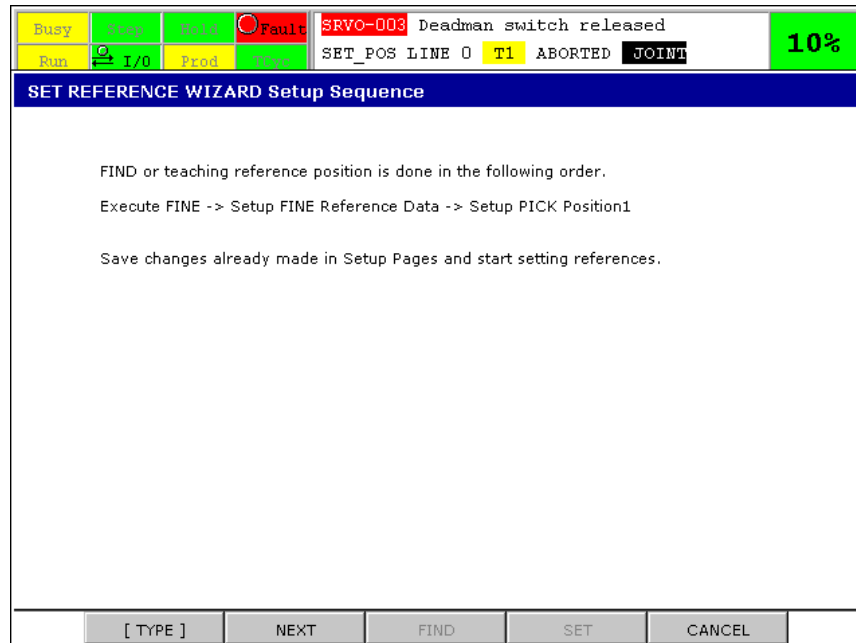 Busy Step Hold Fault SRVO-003 Deadman switch released
Run I/O Prod TCyc SET_POS LINE 0 T1 ABORTED JOINT
10%
SET REFERENCE WIZARD Setup Sequence
FIND or teaching reference position is done in the following order.
Execute FINE -> Setup FINE Reference Data -> Setup PICK Position1
Save changes already made in Setup Pages and start setting references.
[ TYPE ] NEXT FIND SET CANCEL